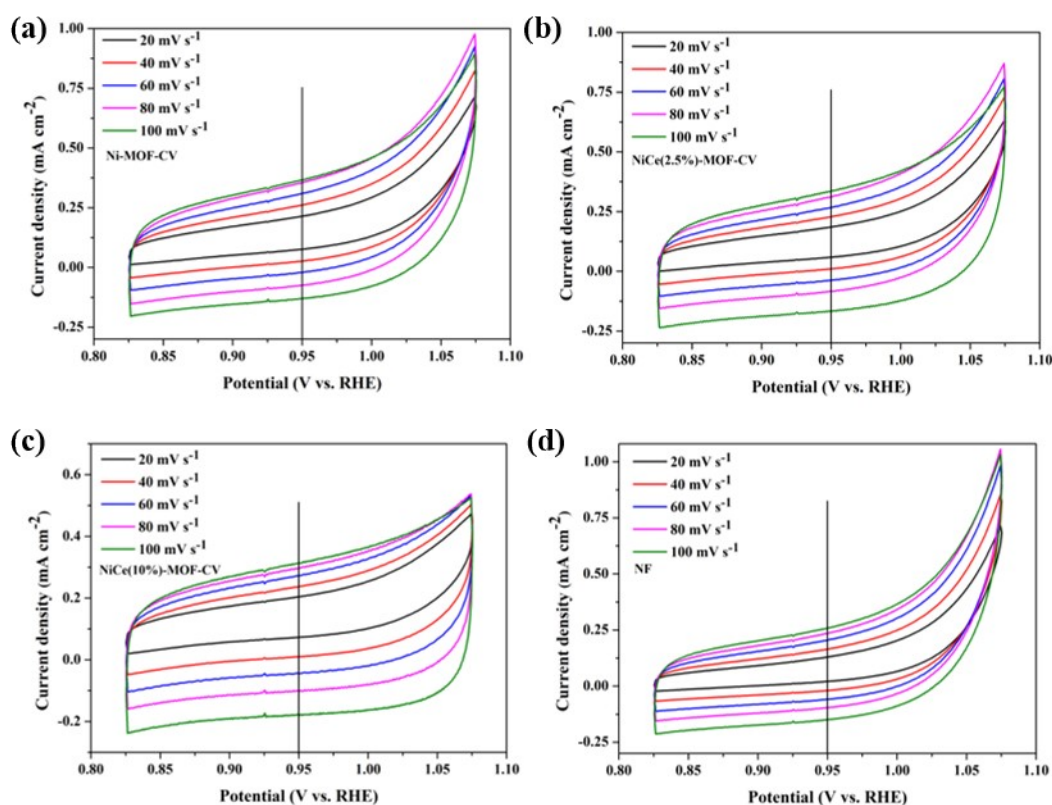 (a)
1.00
0.75
0.50
0.25
0.00
-0.25
Current density (mA cm⁻²)
20 mV s⁻¹
40 mV s⁻¹
60 mV s⁻¹
80 mV s⁻¹
100 mV s⁻¹
Ni-MOF-CV
0.80 0.85 0.90 0.95 1.00 1.05 1.10
Potential (V vs. RHE)
(b)
1.00
0.75
0.50
0.25
0.00
-0.25
Current density (mA cm⁻²)
20 mV s⁻¹
40 mV s⁻¹
60 mV s⁻¹
80 mV s⁻¹
100 mV s⁻¹
NiCe(2.5%)-MOF-CV
0.80 0.85 0.90 0.95 1.00 1.05 1.10
Potential (V vs. RHE)
(c)
0.6
0.4
0.2
0.0
-0.2
Current density (mA cm⁻²)
20 mV s⁻¹
40 mV s⁻¹
60 mV s⁻¹
80 mV s⁻¹
100 mV s⁻¹
NiCe(10%)-MOF-CV
0.80 0.85 0.90 0.95 1.00 1.05 1.10
Potential (V vs. RHE)
(d)
1.00
0.75
0.50
0.25
0.00
-0.25
Current density (mA cm⁻²)
20 mV s⁻¹
40 mV s⁻¹
60 mV s⁻¹
80 mV s⁻¹
100 mV s⁻¹
NF
0.80 0.85 0.90 0.95 1.00 1.05 1.10
Potential (V vs. RHE)